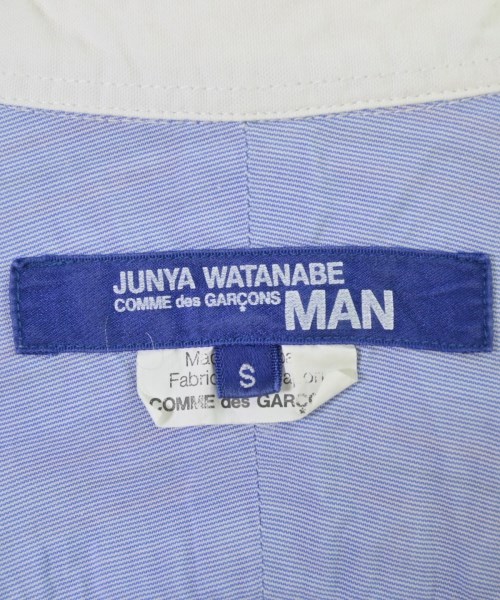 JUNYA WATANABE
COMME des GARÇONS MAN
S
COMME des